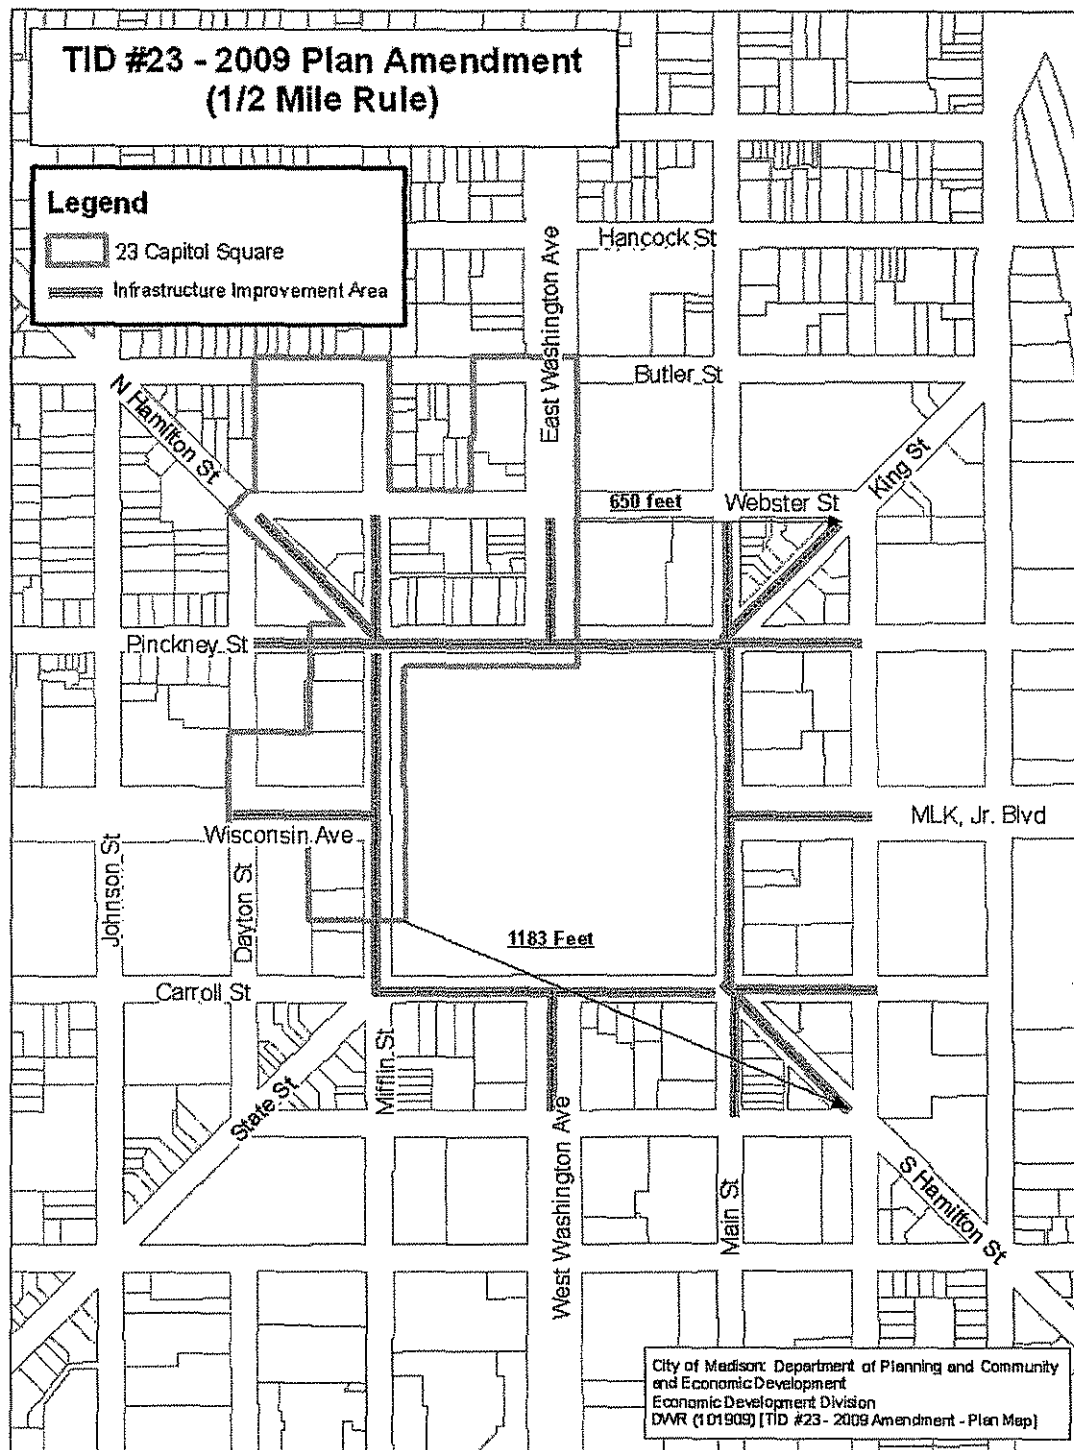 TID #23 - 2009 Plan Amendment
(1/2 Mile Rule)
Legend
23 Capitol Square
Infrastructure Improvement Area
Hancock St
East Washington Ave
Butler St
N Hamilton St
King St
650 feet
Webster St
Pinckney St
MLK, Jr. Blvd
Wisconsin Ave
Johnson St
Dayton St
1183 Feet
Carroll St
Mifflin St
State St
West Washington Ave
Main St
S Hamilton St
City of Madison: Department of Planning and Community
and Economic Development
Economic Development Division
DWR (101909) [TID #23 - 2009 Amendment - Plan Map]